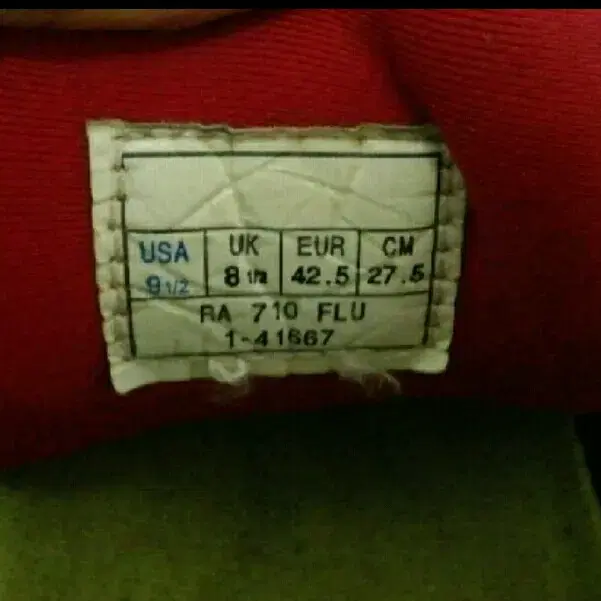 USA UK EUR CM
9 1/2 8 1/2 42.5 27.5
RA 710 FLU
1-41667